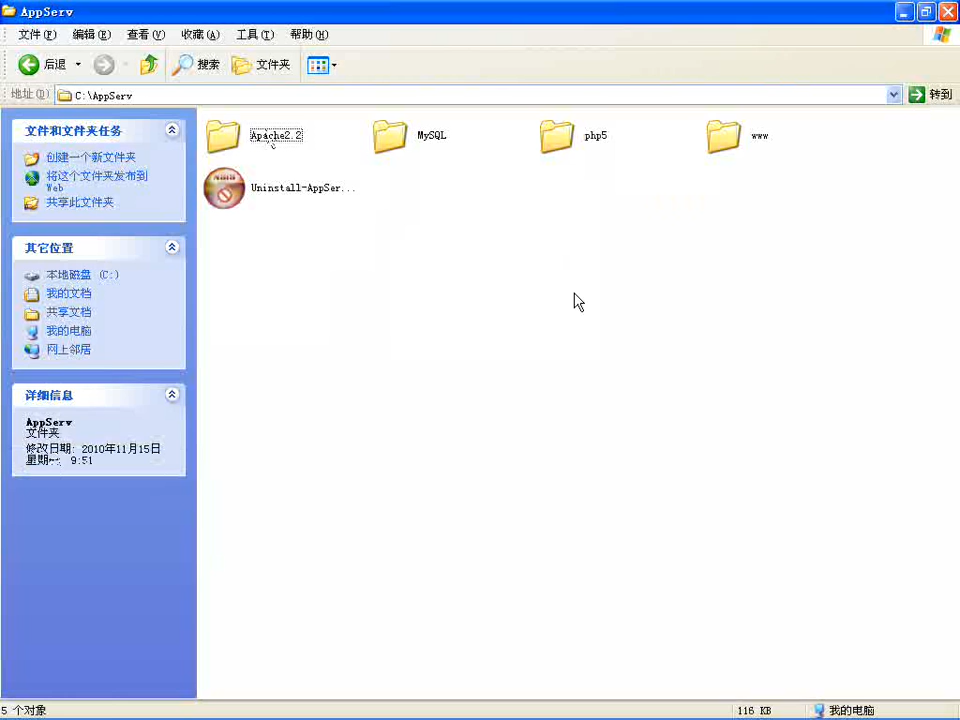 AppServ
文件(F) 编辑(E) 查看(V) 收藏(A) 工具(T) 帮助(H)
后退 搜索 文件夹
地址(D) C:\AppServ 转到
文件和文件夹任务
创建一个新文件夹
将这个文件夹发布到
Web
共享此文件夹
其它位置
本地磁盘 (C:)
我的文档
共享文档
我的电脑
网上邻居
详细信息
AppServ
文件夹
修改日期: 2010年11月15日
9:51
Apache2.2 MySQL php5 www
Uninstall-AppSer...
5 个对象 116 KB 我的电脑